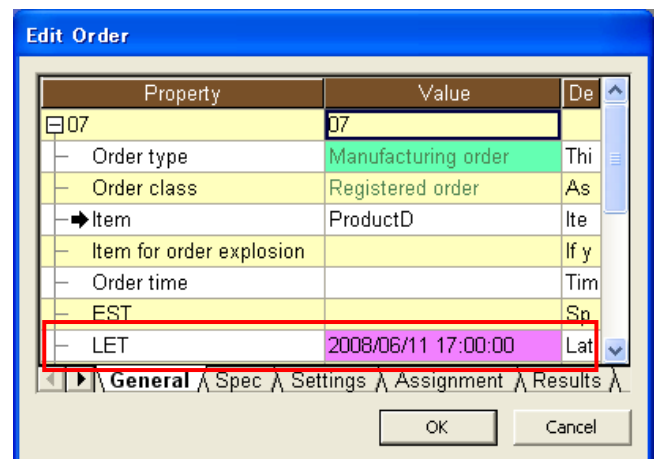 Edit Order
Property Value De
07 07
Order type Manufacturing order Thi
Order class Registered order As
Item ProductD Ite
Item for order explosion If y
Order time Tim
EST Sp
LET 2008/06/11 17:00:00 Lat
General Spec Settings Assignment Results
OK Cancel